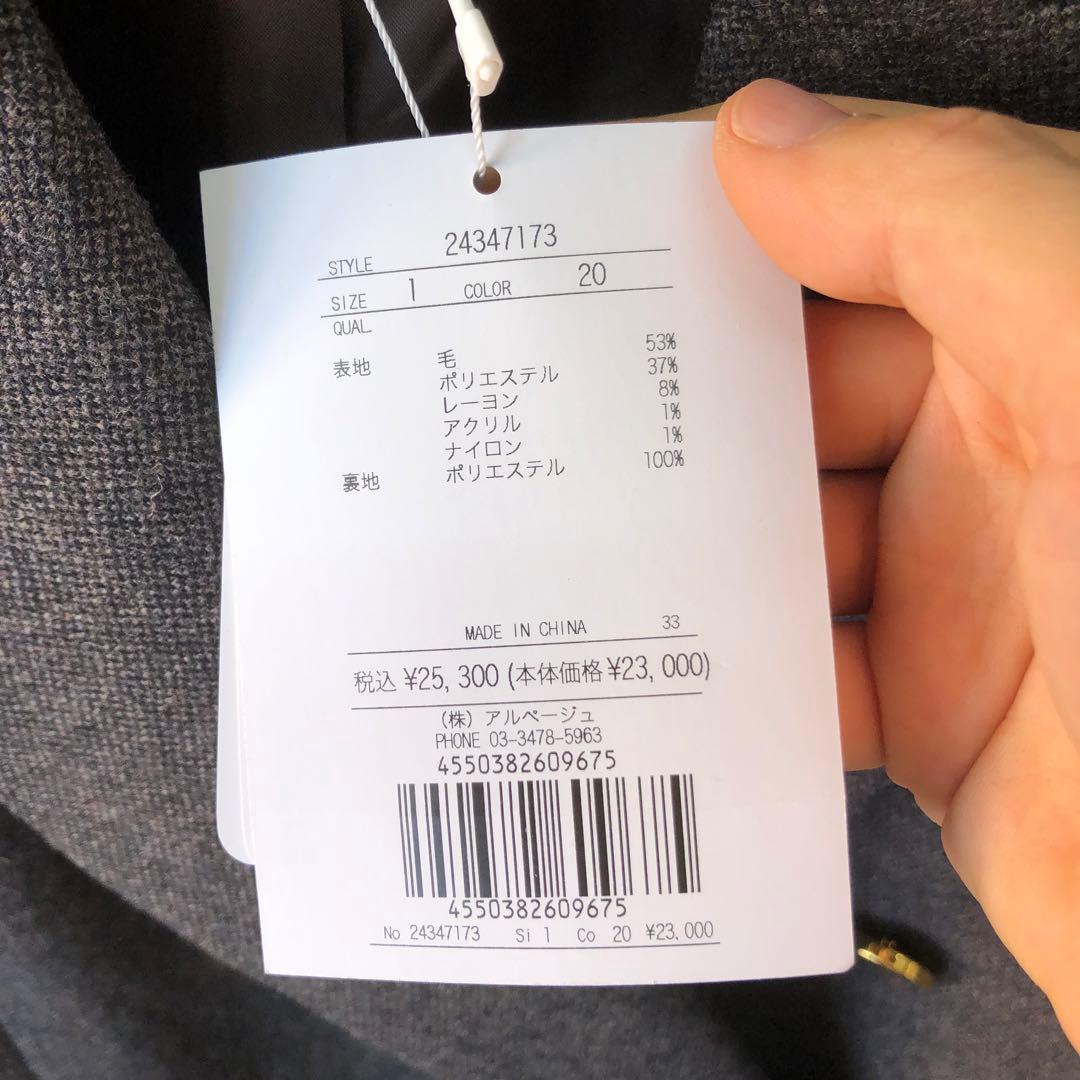 STYLE 24347173
SIZE 1 COLOR 20
QUAL
表地 毛 53%
ポリエステル 37%
レーヨン 8%
アクリル 1%
ナイロン 1%
裏地 ポリエステル 100%
MADE IN CHINA 33
税込 ¥25,300 (本体価格 ¥23,000)
(株) アルページュ
PHONE 03-3478-5963
4550382609675
4550382609675
No 24347173 Si 1 Co 20 ¥23,000